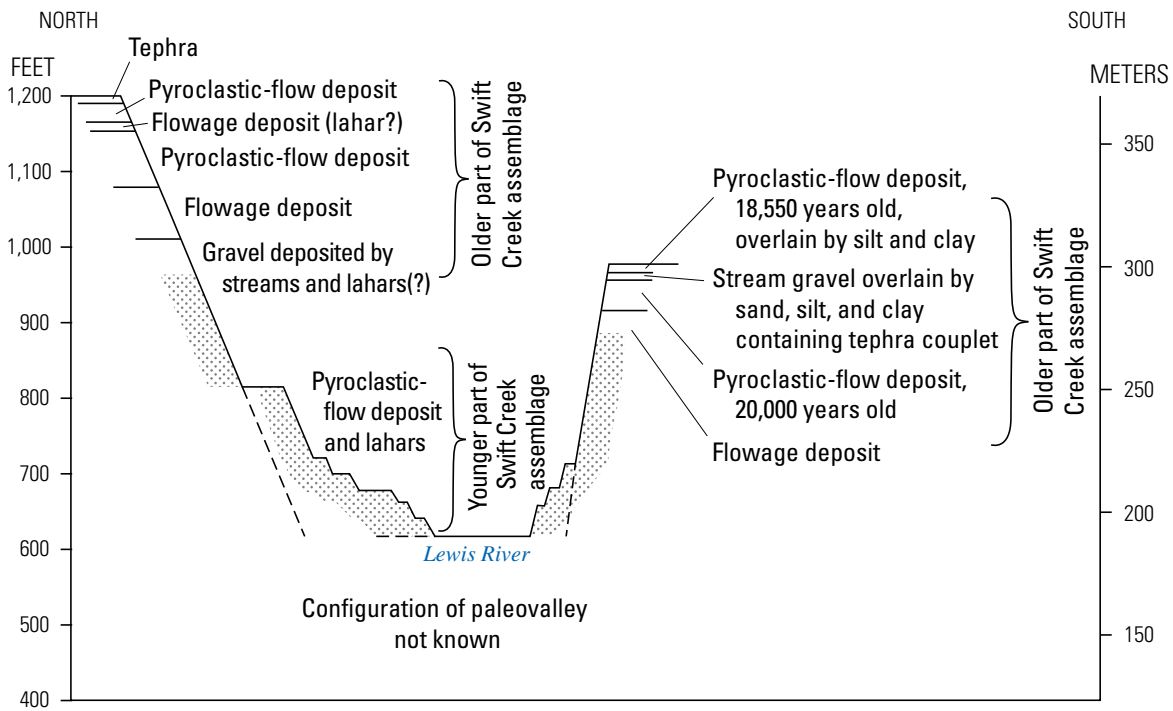 NORTH
SOUTH
FEET
METERS
1,200
1,100
1,000
900
800
700
600
500
400
350
300
250
200
150
Tephra
Pyroclastic-flow deposit
Flowage deposit (lahar?)
Pyroclastic-flow deposit
Flowage deposit
Gravel deposited by
streams and lahars(?)
Older part of Swift
Creek assemblage
Pyroclastic-
flow deposit
and lahars
Younger part of
Swift Creek
assemblage
Pyroclastic-flow deposit,
18,550 years old,
overlain by silt and clay
Stream gravel overlain by
sand, silt, and clay
containing tephra couplet
Pyroclastic-flow deposit,
20,000 years old
Flowage deposit
Older part of Swift
Creek assemblage
Lewis River
Configuration of paleovalley
not known